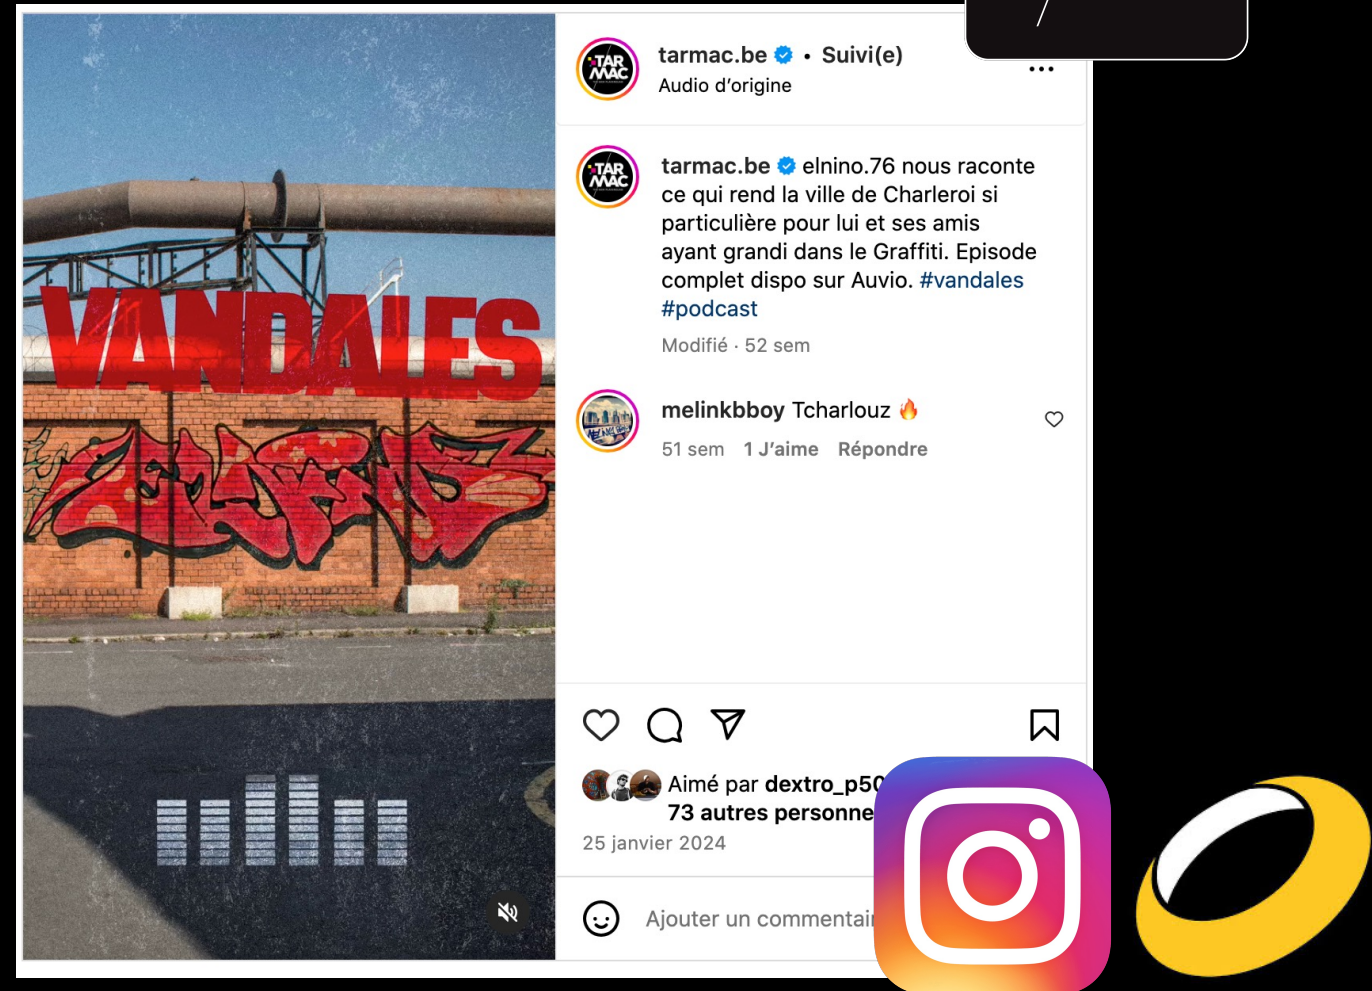 VANDALES
TAR
MAC
tarmac.be • Suivi(e)
Audio d’origine
TAR
MAC
tarmac.be elnino.76 nous raconte
ce qui rend la ville de Charleroi si
particulière pour lui et ses amis
ayant grandi dans le Graffiti. Episode
complet dispo sur Auvio. #vandales
#podcast
Modifié · 52 sem
melinkbboy Tcharlouz 🔥
51 sem 1 J’aime Répondre
Aimé par dextro_p50
73 autres personne
25 janvier 2024
Ajouter un commentair